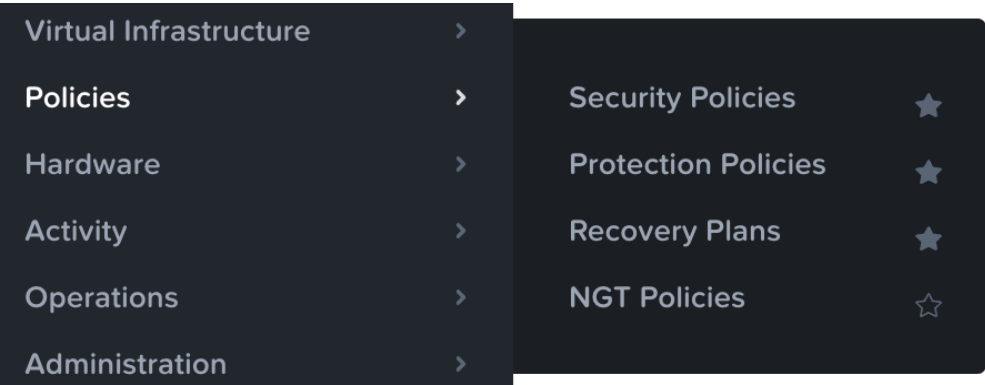 Virtual Infrastructure
Policies
Hardware
Activity
Operations
Administration
Security Policies
Protection Policies
Recovery Plans
NGT Policies